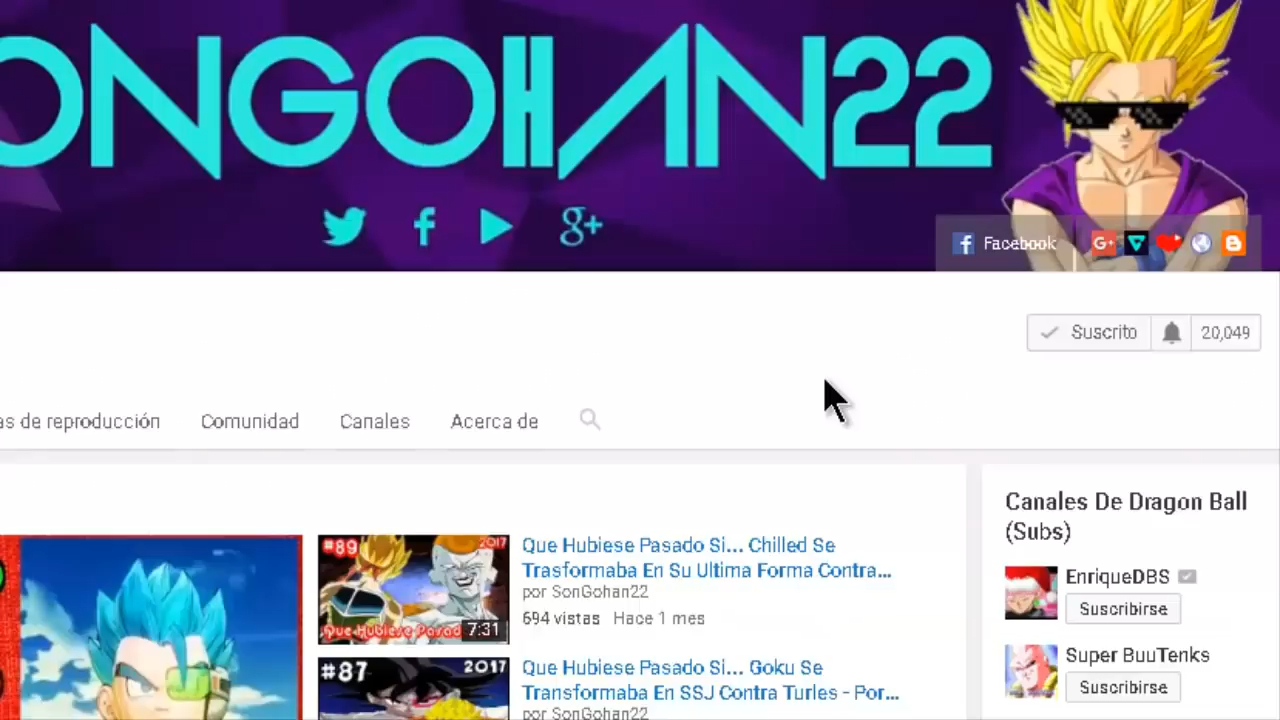 ONGOHAN22
Facebook
Suscrito 20,049
as de reproducción Comunidad Canales Acerca de
Canales De Dragon Ball
(Subs)
#89 2017
Que Hubiese Pasad 7:31
Que Hubiese Pasado Si... Chilled Se
Trasformaba En Su Ultima Forma Contra...
por SonGohan22
694 vistas Hace 1 mes
EnriqueDBS
Suscribirse
#87 2017
Que Hubiese Pasado Si... Goku Se
Transformaba En SSJ Contra Turles - Por...
por SonGohan22
Super BuuTenks
Suscribirse